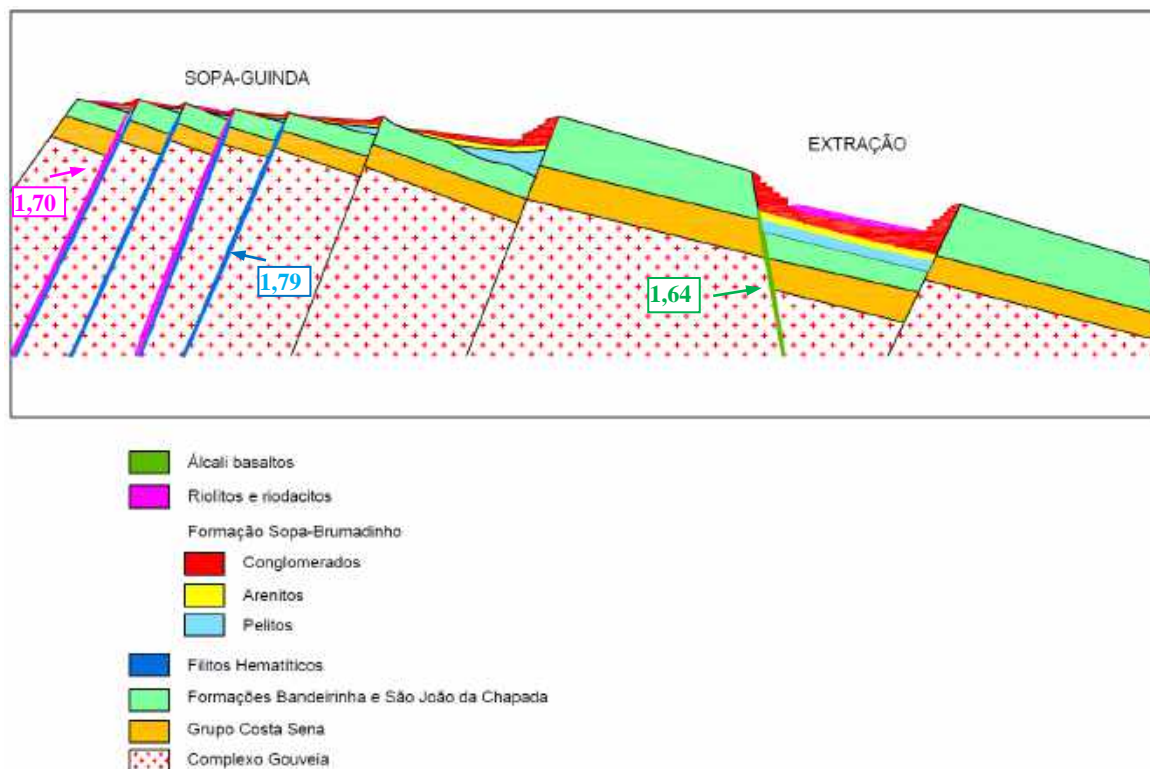 SOPA-GUINDA
EXTRAÇÃO
1,70
1,79
1,64
Álcali basaltos
Riolitos e riodacitos
Formação Sopa-Brumadinho
Conglomerados
Arenitos
Pelitos
Filitos Hematíticos
Formações Bandeirinha e São João da Chapada
Grupo Costa Sena
Complexo Gouveia